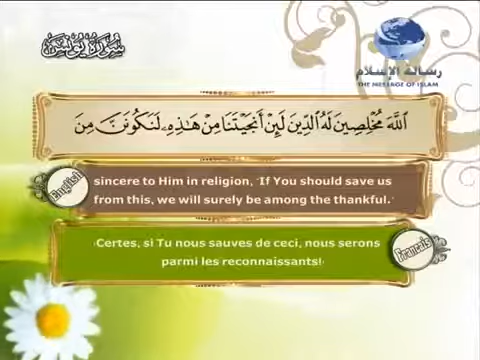 سورة يونس
رسالة الإسلام
THE MESSAGE OF ISLAM
اللَّهَ مُخْلِصِينَ لَهُ الدِّينَ لَئِنْ أَنجَيْتَنَا مِنْ هَٰذِهِ لَنَكُونَنَّ مِنَ
English
sincere to Him in religion, "If You should save us
from this, we will surely be among the thankful."
Français
‹Certes, si Tu nous sauves de ceci, nous serons
parmi les reconnaissants!›